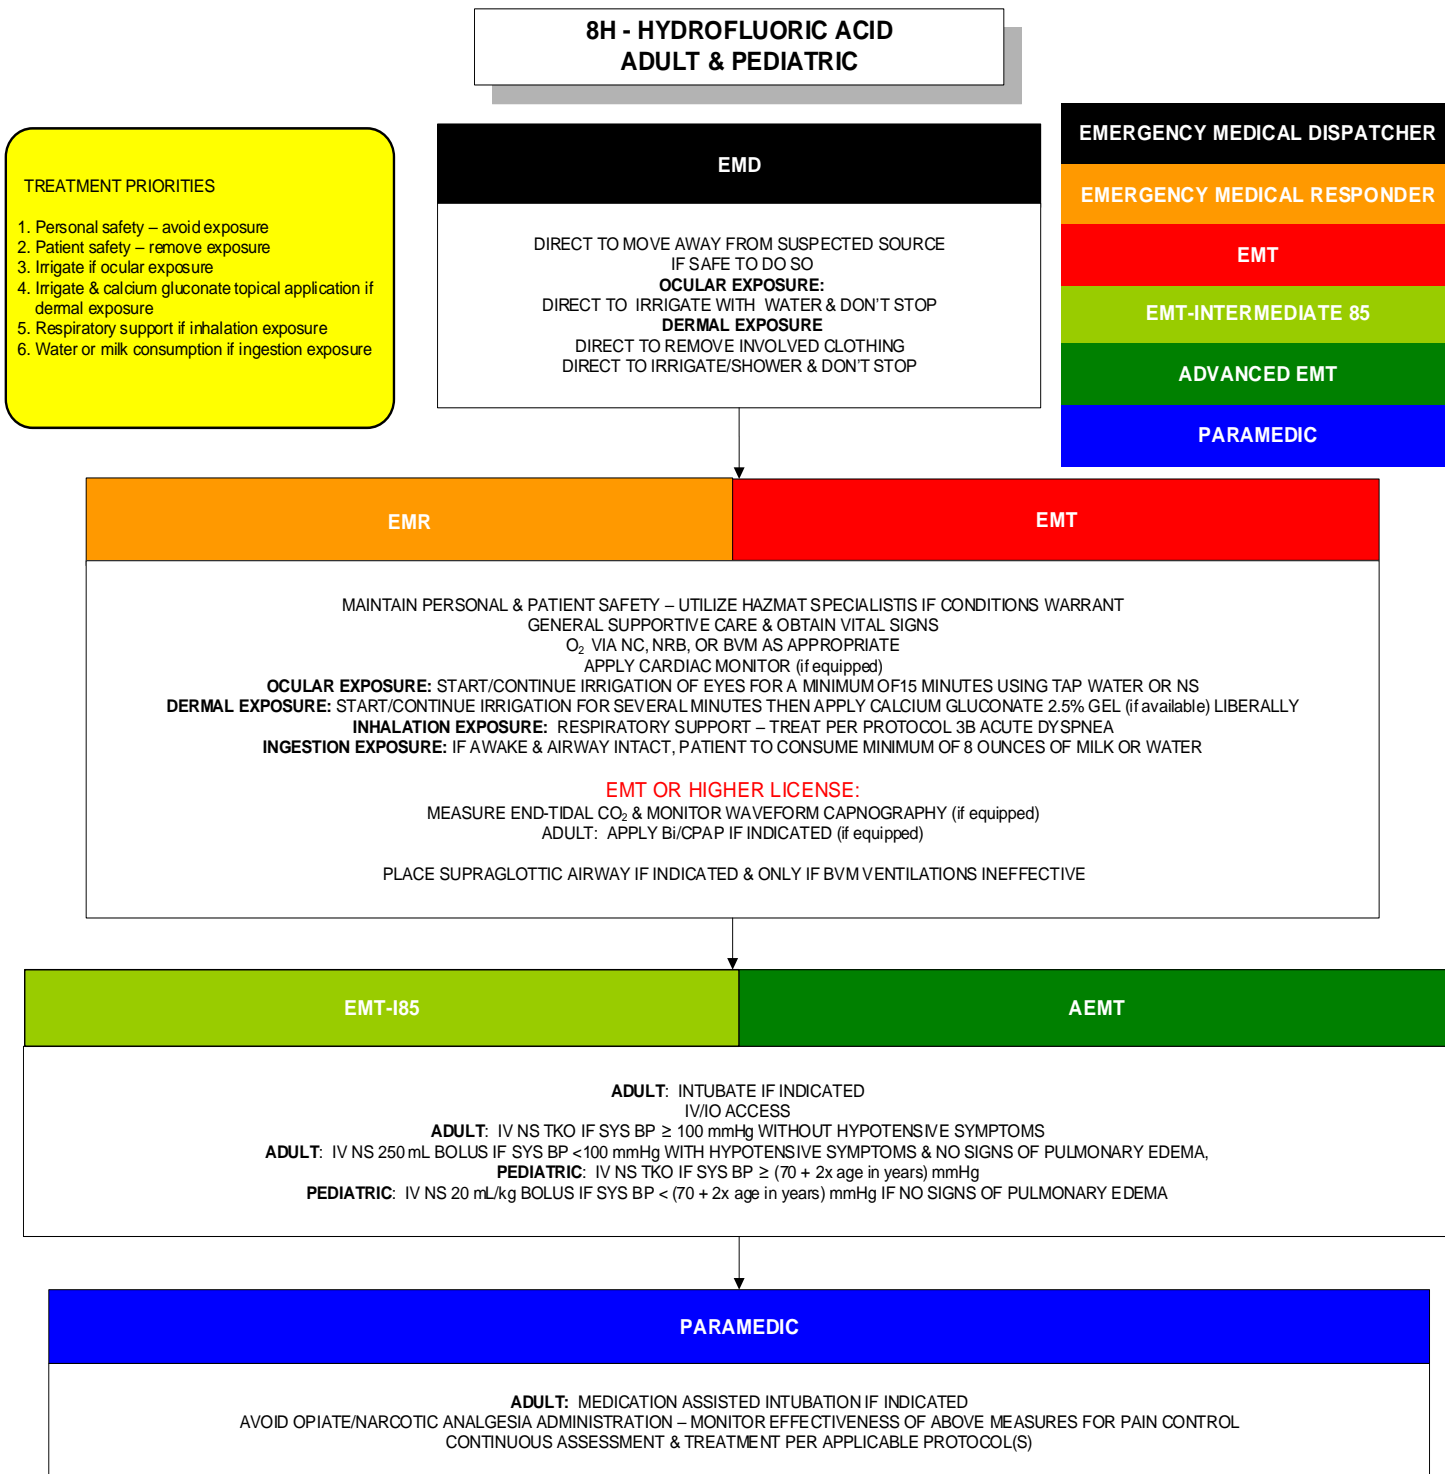 8H - HYDROFLUORIC ACID
ADULT & PEDIATRIC
TREATMENT PRIORITIES
1. Personal safety – avoid exposure
2. Patient safety – remove exposure
3. Irrigate if ocular exposure
4. Irrigate & calcium gluconate topical application if
dermal exposure
5. Respiratory support if inhalation exposure
6. Water or milk consumption if ingestion exposure
EMD
DIRECT TO MOVE AWAY FROM SUSPECTED SOURCE
IF SAFE TO DO SO
OCULAR EXPOSURE:
DIRECT TO IRRIGATE WITH WATER & DON'T STOP
DERMAL EXPOSURE
DIRECT TO REMOVE INVOLVED CLOTHING
DIRECT TO IRRIGATE/SHOWER & DON'T STOP
EMERGENCY MEDICAL DISPATCHER
EMERGENCY MEDICAL RESPONDER
EMT
EMT-INTERMEDIATE 85
ADVANCED EMT
PARAMEDIC
EMR
EMT
MAINTAIN PERSONAL & PATIENT SAFETY – UTILIZE HAZMAT SPECIALISTIS IF CONDITIONS WARRANT
GENERAL SUPPORTIVE CARE & OBTAIN VITAL SIGNS
O₂ VIA NC, NRB, OR BVM AS APPROPRIATE
APPLY CARDIAC MONITOR (if equipped)
OCULAR EXPOSURE: START/CONTINUE IRRIGATION OF EYES FOR A MINIMUM OF15 MINUTES USING TAP WATER OR NS
DERMAL EXPOSURE: START/CONTINUE IRRIGATION FOR SEVERAL MINUTES THEN APPLY CALCIUM GLUCONATE 2.5% GEL (if available) LIBERALLY
INHALATION EXPOSURE: RESPIRATORY SUPPORT – TREAT PER PROTOCOL 3B ACUTE DYSPNEA
INGESTION EXPOSURE: IF AWAKE & AIRWAY INTACT, PATIENT TO CONSUME MINIMUM OF 8 OUNCES OF MILK OR WATER
EMT OR HIGHER LICENSE:
MEASURE END-TIDAL CO₂ & MONITOR WAVEFORM CAPNOGRAPHY (if equipped)
ADULT: APPLY Bi/CPAP IF INDICATED (if equipped)
PLACE SUPRAGLOTTIC AIRWAY IF INDICATED & ONLY IF BVM VENTILATIONS INEFFECTIVE
EMT-I85
AEMT
ADULT: INTUBATE IF INDICATED
IV/IO ACCESS
ADULT: IV NS TKO IF SYS BP ≥ 100 mmHg WITHOUT HYPOTENSIVE SYMPTOMS
ADULT: IV NS 250 mL BOLUS IF SYS BP <100 mmHg WITH HYPOTENSIVE SYMPTOMS & NO SIGNS OF PULMONARY EDEMA,
PEDIATRIC: IV NS TKO IF SYS BP ≥ (70 + 2x age in years) mmHg
PEDIATRIC: IV NS 20 mL/kg BOLUS IF SYS BP < (70 + 2x age in years) mmHg IF NO SIGNS OF PULMONARY EDEMA
PARAMEDIC
ADULT: MEDICATION ASSISTED INTUBATION IF INDICATED
AVOID OPIATE/NARCOTIC ANALGESIA ADMINISTRATION – MONITOR EFFECTIVENESS OF ABOVE MEASURES FOR PAIN CONTROL
CONTINUOUS ASSESSMENT & TREATMENT PER APPLICABLE PROTOCOL(S)